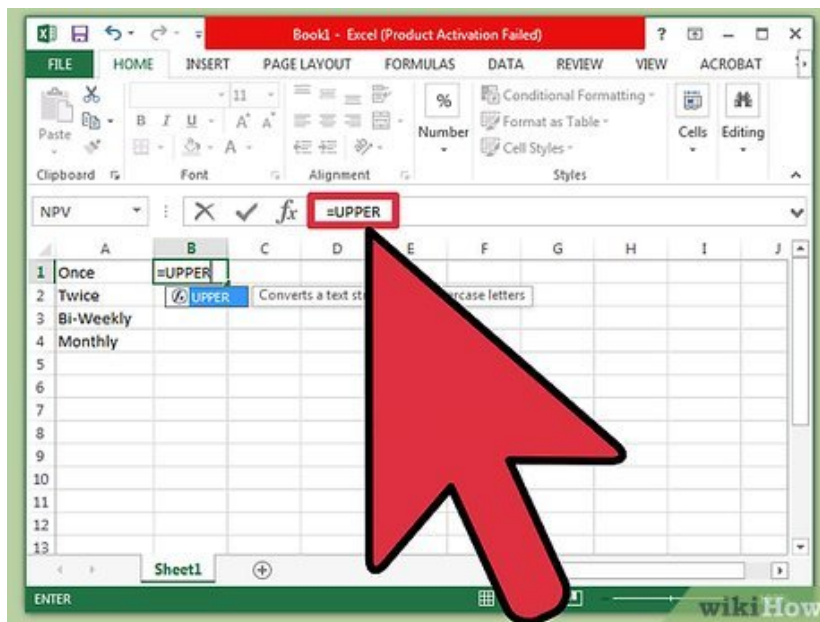 Book1 - Excel (Product Activation Failed) ?
FILE HOME INSERT PAGE LAYOUT FORMULAS DATA REVIEW VIEW ACROBAT
11
Paste
B I U A A
A
%
Number
Conditional Formatting
Format as Table
Cell Styles
Cells
Editing
Clipboard Font Alignment Styles
NPV fx =UPPER
A B C D E F G H I J
1 Once =UPPER
2 Twice UPPER Converts a text letters
3 Bi-Weekly
4 Monthly
5
6
7
8
9
10
11
12
13
Sheet1
ENTER
wikiHow